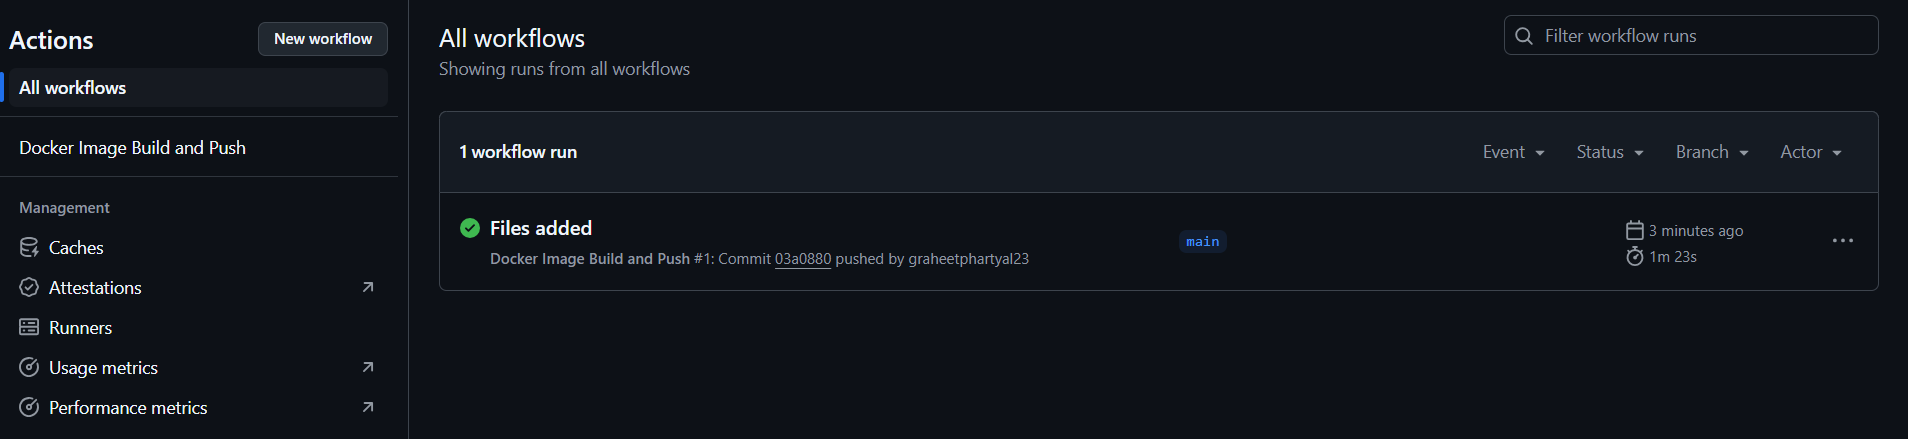 Actions
New workflow
All workflows
Docker Image Build and Push
Management
Caches
Attestations
Runners
Usage metrics
Performance metrics
All workflows
Showing runs from all workflows
Filter workflow runs
1 workflow run
Event
Status
Branch
Actor
Files added
Docker Image Build and Push #1: Commit 03a0880 pushed by graheetphartyal23
main
3 minutes ago
1m 23s